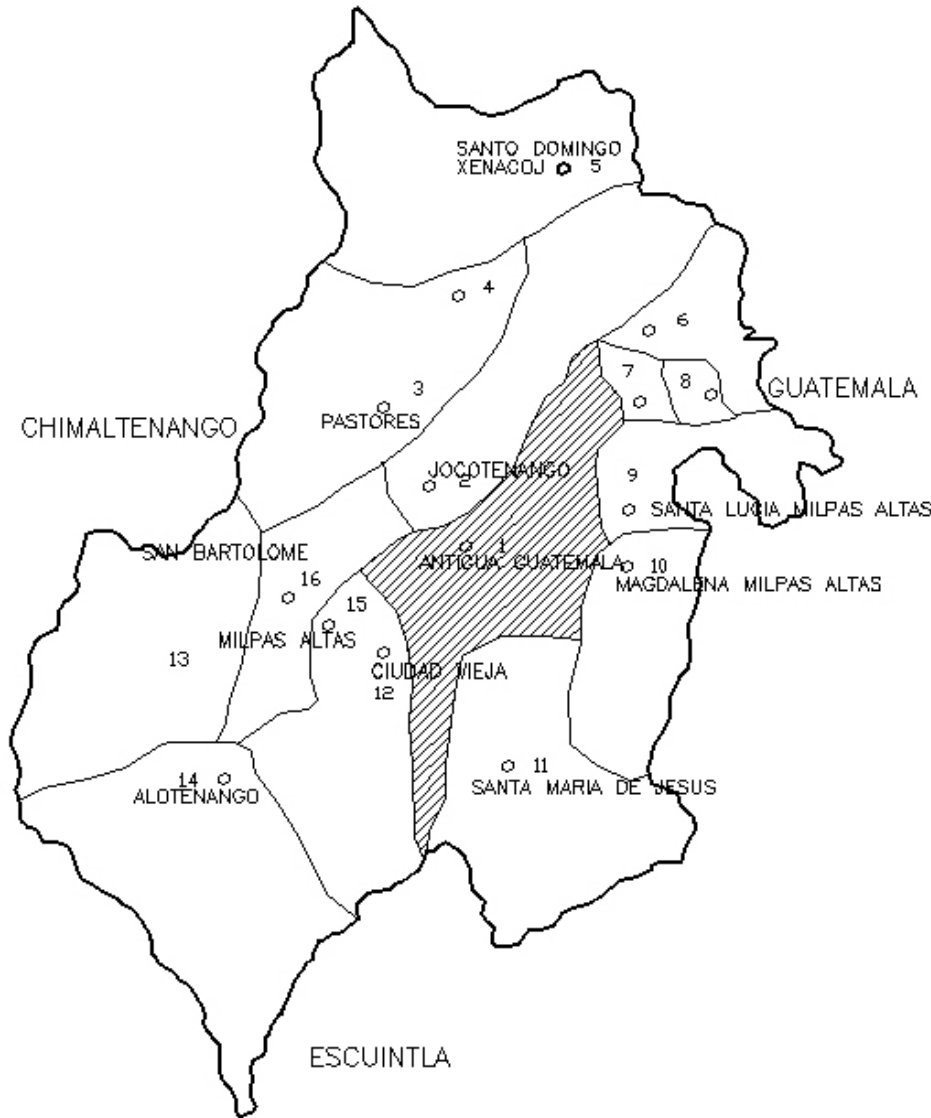 SANTO DOMINGO
XENACOJ 5
4
6
7
8
GUATEMALA
3
PASTORES
CHIMALTENANGO
JOCOTENANGO
2
9
SANTA LUCIA MILPAS ALTAS
SAN BARTOLOME
1
ANTIGUA GUATEMALA
10
MAGDALENA MILPAS ALTAS
16
15
MILPAS ALTAS
13
CIUDAD VIEJA
12
14
ALOTENANGO
11
SANTA MARIA DE JESUS
ESCUINTLA